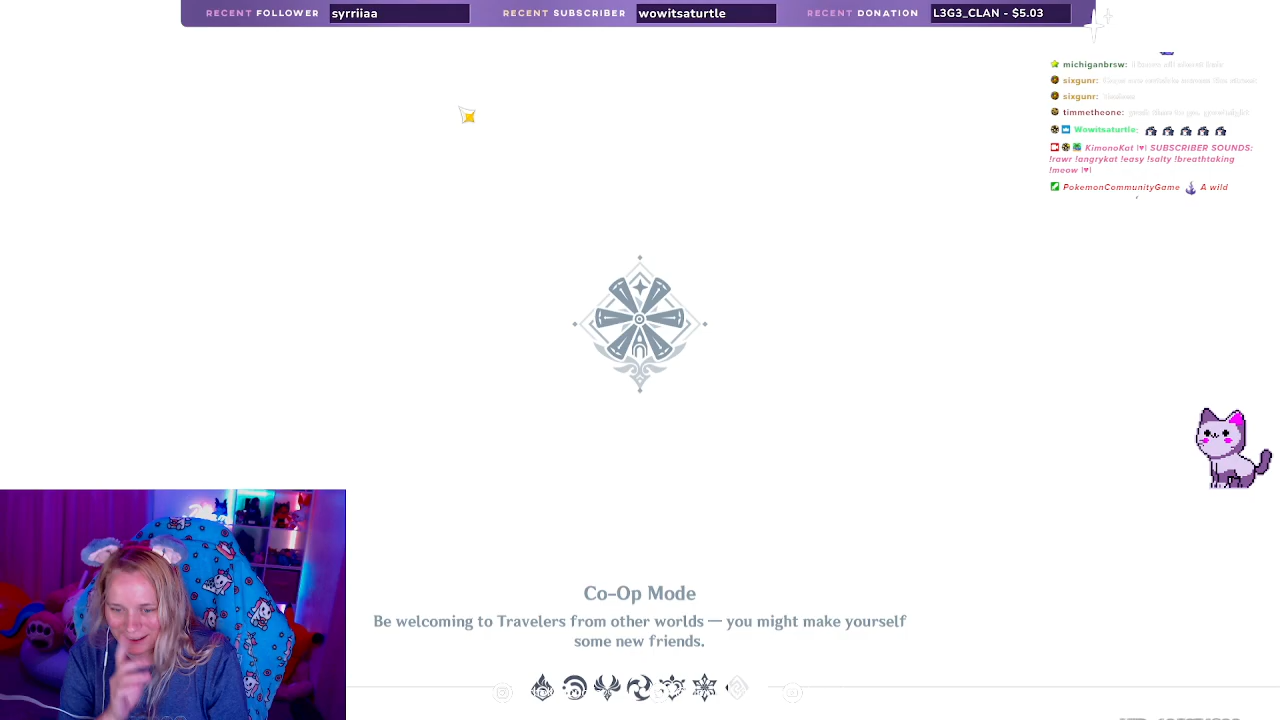 RECENT FOLLOWER syrriiaa RECENT SUBSCRIBER wowitsaturtle RECENT DONATION L3G3_CLAN - $5.03
michiganbrsw:
sixgunr:
sixgunr:
timmetheone:
Wowitsaturtle:
KimonoKat |♥| SUBSCRIBER SOUNDS:
!rawr !angrykat !easy !salty !breathtaking
!meow |♥|
PokemonCommunityGame A wild
Co-Op Mode
Be welcoming to Travelers from other worlds — you might make yourself
some new friends.